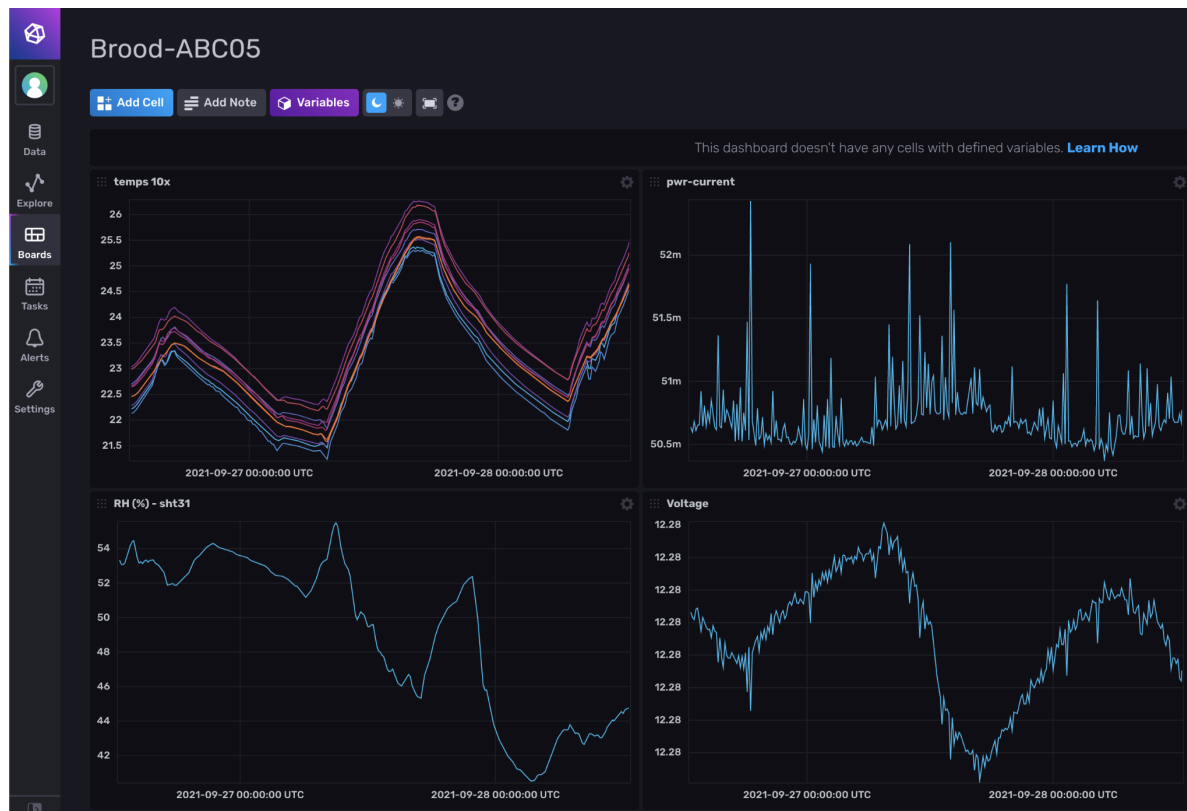 Brood-ABC05
Add Cell
Add Note
Variables
?
Data
Explore
Boards
Tasks
Alerts
Settings
This dashboard doesn't have any cells with defined variables. Learn How
temps 10x
26
25.5
25
24.5
24
23.5
23
22.5
22
21.5
2021-09-27 00:00:00 UTC
2021-09-28 00:00:00 UTC
pwr-current
52m
51.5m
51m
50.5m
2021-09-27 00:00:00 UTC
2021-09-28 00:00:00 UTC
RH (%) - sht31
54
52
50
48
46
44
42
2021-09-27 00:00:00 UTC
2021-09-28 00:00:00 UTC
Voltage
12.28
12.28
12.28
12.28
12.28
12.28
12.28
12.28
2021-09-27 00:00:00 UTC
2021-09-28 00:00:00 UTC